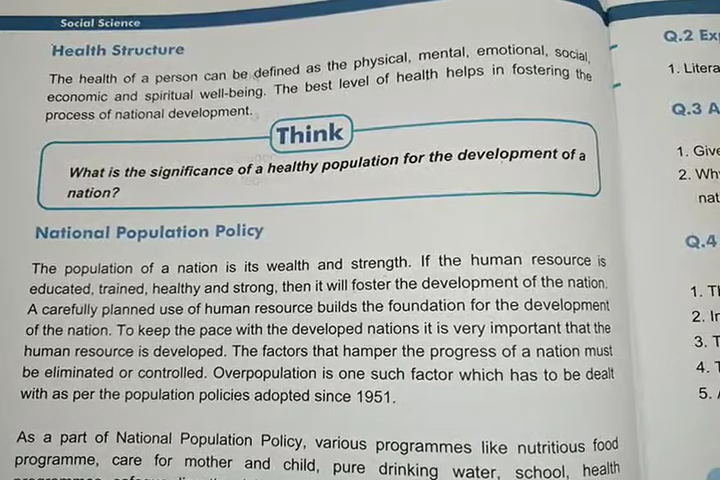 Social Science
Health Structure
The health of a person can be defined as the physical, mental, emotional, social,
economic and spiritual well-being. The best level of health helps in fostering the
process of national development.
Think
What is the significance of a healthy population for the development of a
nation?
National Population Policy
The population of a nation is its wealth and strength. If the human resource is
educated, trained, healthy and strong, then it will foster the development of the nation.
A carefully planned use of human resource builds the foundation for the development
of the nation. To keep the pace with the developed nations it is very important that the
human resource is developed. The factors that hamper the progress of a nation must
be eliminated or controlled. Overpopulation is one such factor which has to be dealt
with as per the population policies adopted since 1951.
As a part of National Population Policy, various programmes like nutritious food
programme, care for mother and child, pure drinking water, school, health
Q.2
1.
Q.3 A
1.
2.
Q.4
1.
2.
3.
4.
5.